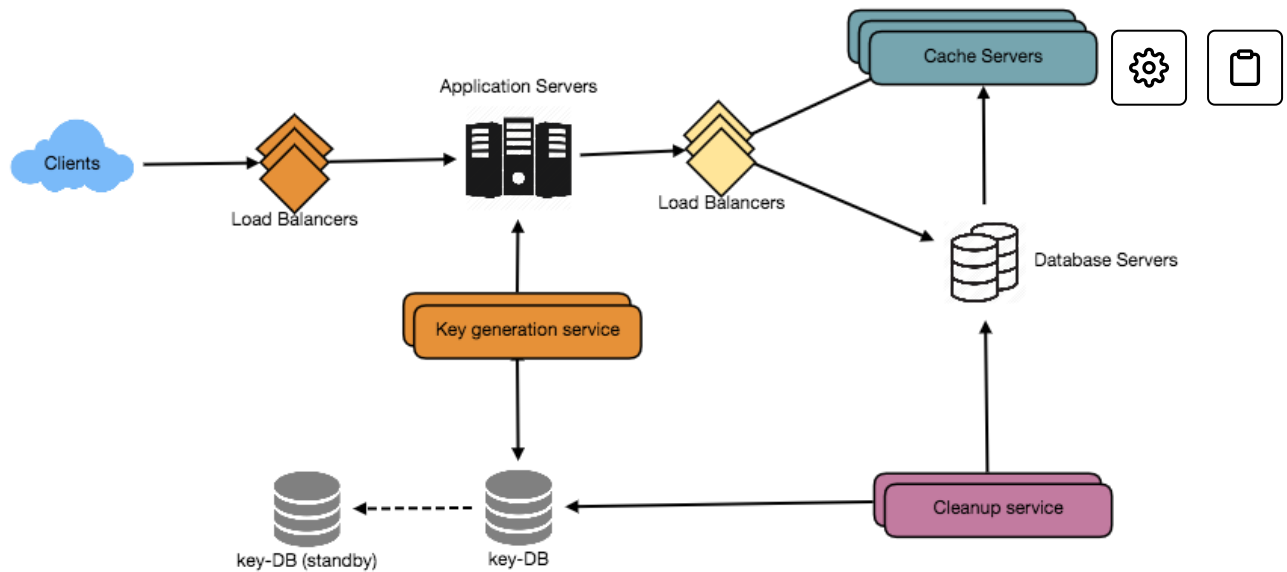 Cache Servers
Application Servers
Clients
Load Balancers
Load Balancers
Database Servers
Key generation service
Cleanup service
key-DB (standby)
key-DB